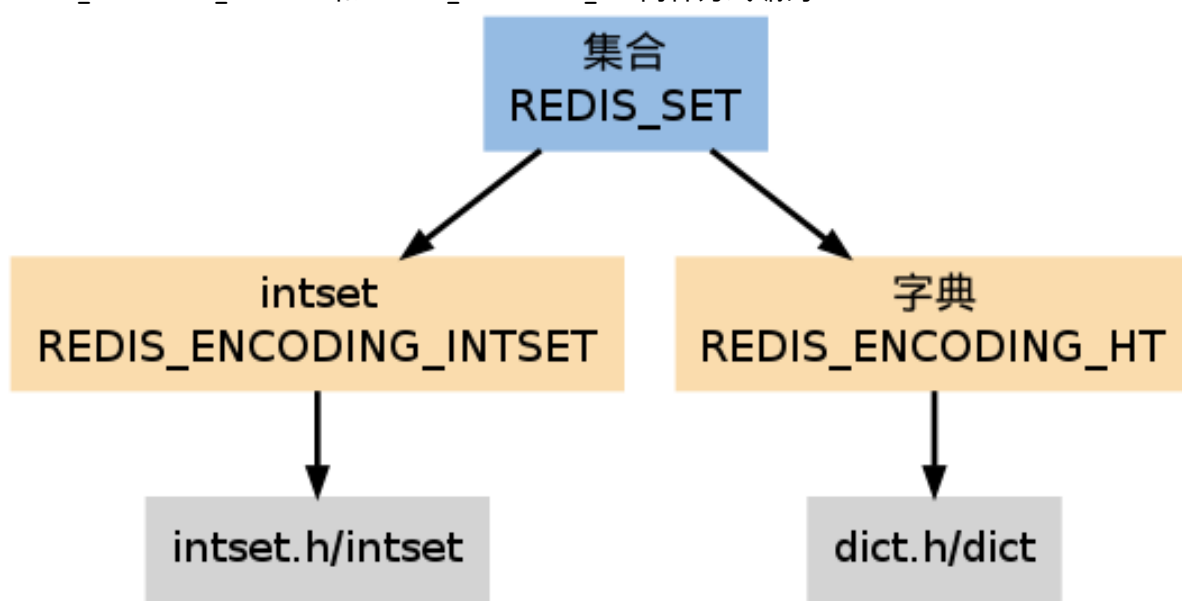 集合
REDIS_SET
intset
REDIS_ENCODING_INTSET
字典
REDIS_ENCODING_HT
intset.h/intset
dict.h/dict